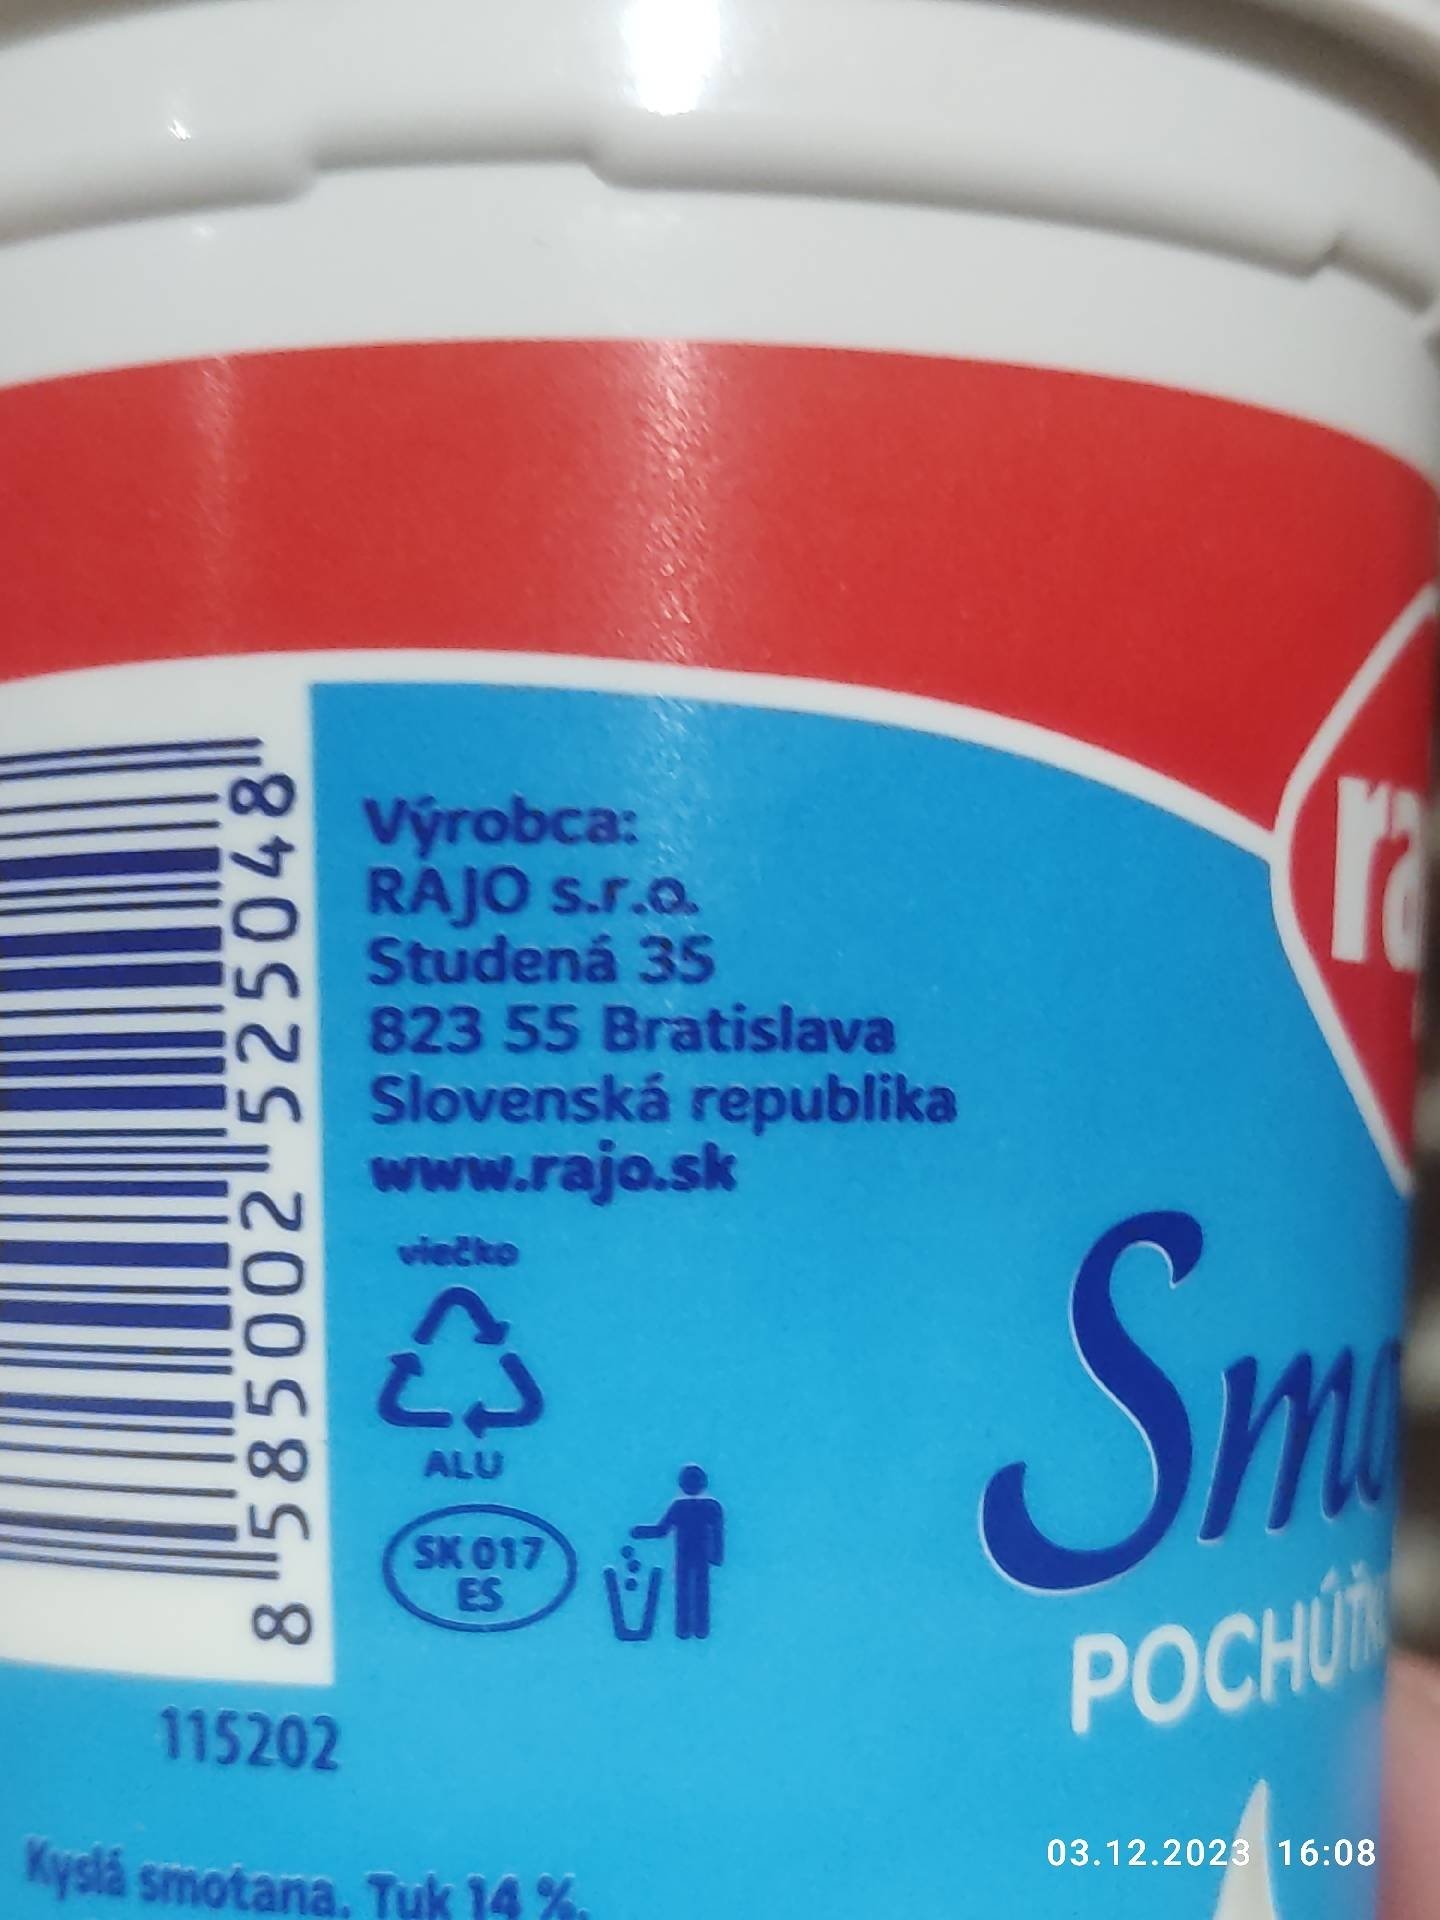 Výrobca:
RAJO s.r.o.
Studená 35
823 55 Bratislava
Slovenská republika
www.rajo.sk
viečko
ALU
SK 017
ES
8 585002 525048
115202
Kyslá smotana. Tuk 14 %.
03.12.2023 16:08